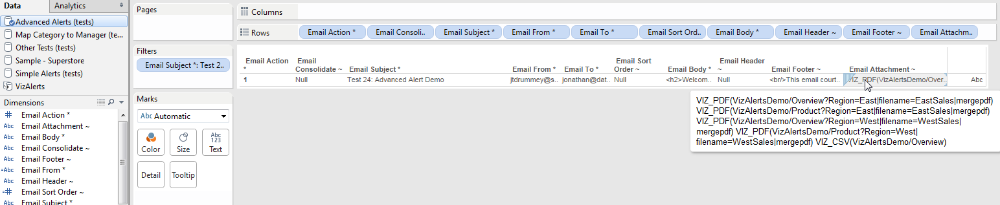 Data
Analytics
Advanced Alerts (tests)
Map Category to Manager (te...
Other Tests (tests)
Sample - Superstore
Simple Alerts (tests)
VizAlerts
Dimensions
# Email Action *
Abc Email Attachment ~
Abc Email Body *
Abc Email Consolidate ~
Abc Email Footer ~
=Abc Email From *
Abc Email Header ~
=# Email Sort Order ~
Abc Email Subject *
Pages
Filters
Email Subject *: Test 2..
Marks
Abc Automatic
Color
Size
Abc
123
Text
Detail
Tooltip
Columns
Rows
Email Action *
Email Consoli..
Email Subject *
Email From *
Email To *
Email Sort Ord..
Email Body *
Email Header ~
Email Footer ~
Email Attachm..
Email Action
*
Email
Consolidate ~
Email Subject *
Email From *
Email To *
Email Sort
Order ~
Email Body *
Email Header
~
Email Footer ~
Email Attachment ~
1
Null
Test 24: Advanced Alert Demo
jtdrummey@s..
jonathan@dat..
Null
<h2>Welcom..
Null
<br/>This email court..
VIZ_PDF(VizAlertsDemo/Over..
Abc
VIZ_PDF(VizAlertsDemo/Overview?Region=East|filename=EastSales|mergepdf)
VIZ_PDF(VizAlertsDemo/Product?Region=East|filename=EastSales|mergepdf)
VIZ_PDF(VizAlertsDemo/Overview?Region=West|filename=WestSales|
mergepdf) VIZ_PDF(VizAlertsDemo/Product?Region=West|
filename=WestSales|mergepdf) VIZ_CSV(VizAlertsDemo/Overview)